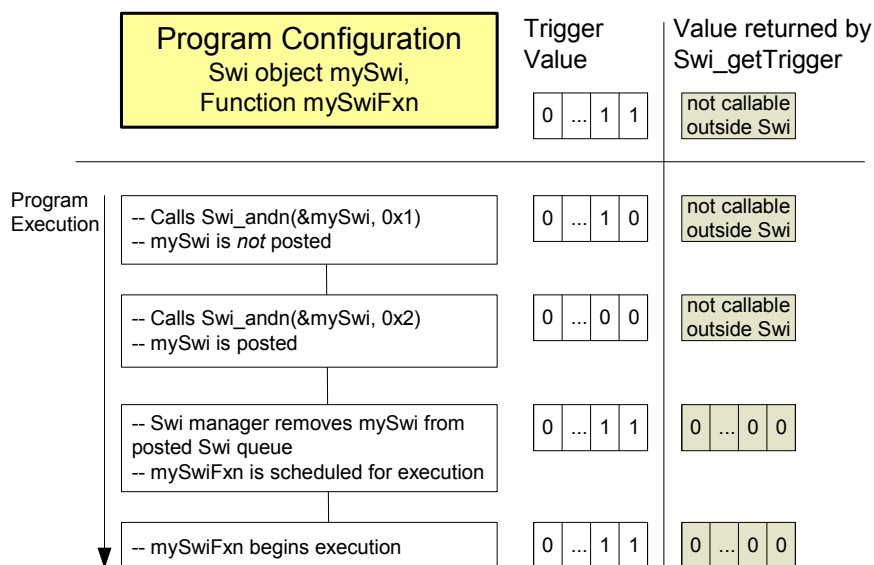 Program Configuration
Swi object mySwi,
Function mySwiFxn
Trigger
Value
Value returned by
Swi_getTrigger
0 ... 1 1
not callable
outside Swi
Program
Execution
-- Calls Swi_andn(&mySwi, 0x1)
-- mySwi is not posted
0 ... 1 0
not callable
outside Swi
-- Calls Swi_andn(&mySwi, 0x2)
-- mySwi is posted
0 ... 0 0
not callable
outside Swi
-- Swi manager removes mySwi from
posted Swi queue
-- mySwiFxn is scheduled for execution
0 ... 1 1
0 ... 0 0
-- mySwiFxn begins execution
0 ... 1 1
0 ... 0 0